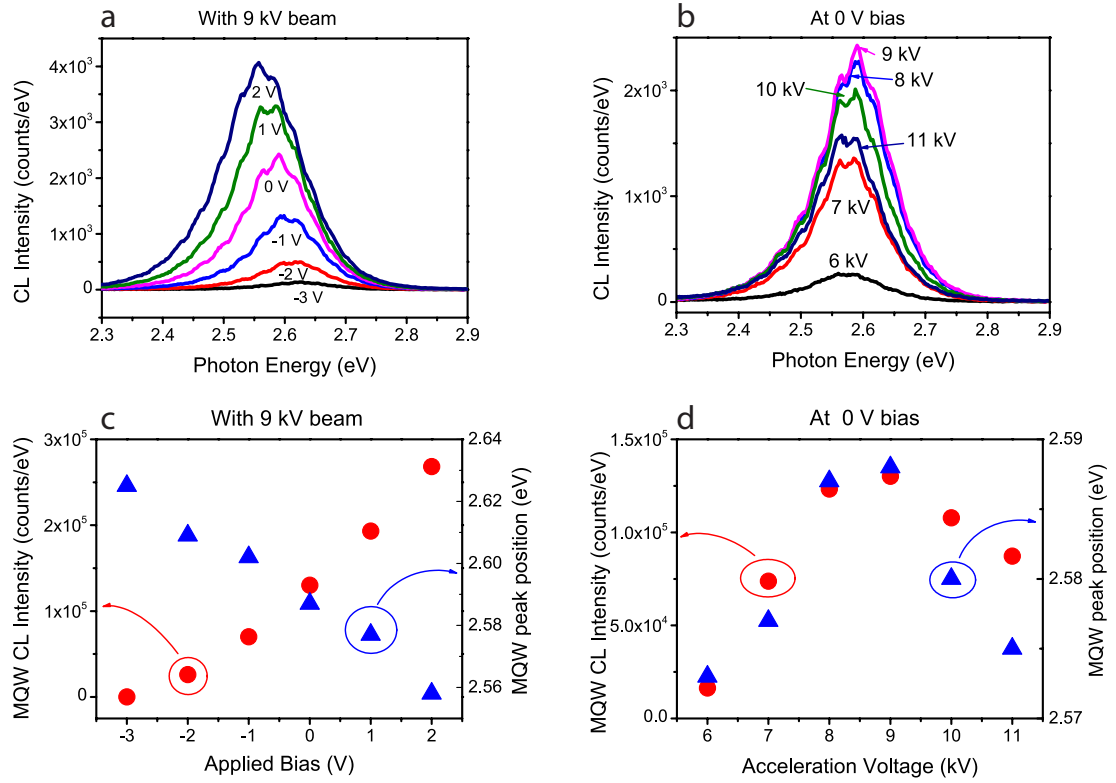 a With 9 kV beam
CL Intensity (counts/eV)
4x10³
3x10³
2x10³
1x10³
0
2 V
1 V
0 V
-1 V
-2 V
-3 V
2.3 2.4 2.5 2.6 2.7 2.8 2.9
Photon Energy (eV)
b At 0 V bias
CL Intensity (counts/eV)
2x10³
1x10³
0
9 kV
8 kV
10 kV
11 kV
7 kV
6 kV
2.3 2.4 2.5 2.6 2.7 2.8 2.9
Photon Energy (eV)
c With 9 kV beam
MQW CL Intensity (counts/eV)
3x10⁵
2x10⁵
1x10⁵
0
2.64
2.62
2.60
2.58
2.56
MQW peak position (eV)
-3 -2 -1 0 1 2
Applied Bias (V)
d At 0 V bias
MQW CL Intensity (counts/eV)
1.5x10⁵
1.0x10⁵
5.0x10⁴
0.0
2.59
2.58
2.57
MQW peak position (eV)
6 7 8 9 10 11
Acceleration Voltage (kV)